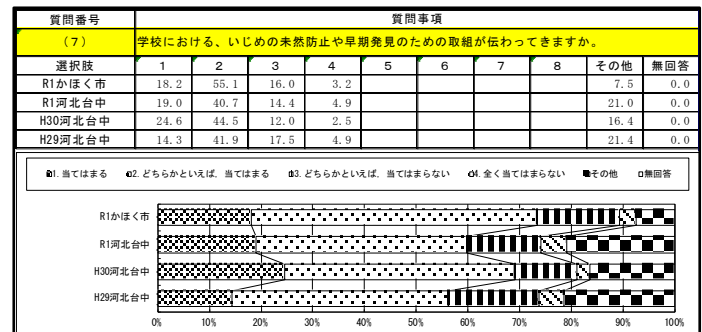 質問番号 質問事項
(7) 学校における、いじめの未然防止や早期発見のための取組が伝わってきますか。
選択肢 1 2 3 4 5 6 7 8 その他 無回答
R1かほく市 18.2 55.1 16.0 3.2 7.5 0.0
R1河北台中 19.0 40.7 14.4 4.9 21.0 0.0
H30河北台中 24.6 44.5 12.0 2.5 16.4 0.0
H29河北台中 14.3 41.9 17.5 4.9 21.4 0.0
1. 当てはまる 2. どちらかといえば、当てはまる 3. どちらかといえば、当てはまらない 4. 全く当てはまらない その他 無回答
R1かほく市
R1河北台中
H30河北台中
H29河北台中
0% 10% 20% 30% 40% 50% 60% 70% 80% 90% 100%